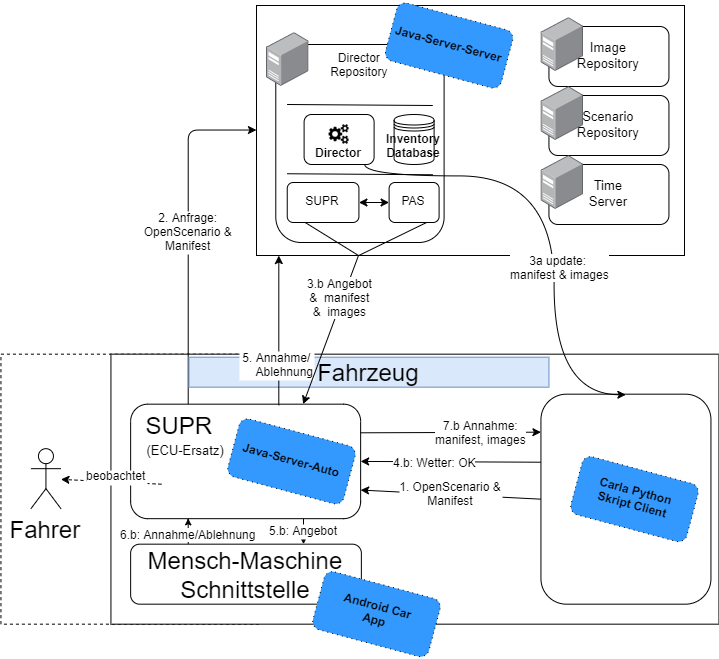 Java-Server-Server
Director
Repository
Image
Repository
Scenario
Repository
Time
Server
Director
Inventory
Database
SUPR
PAS
2. Anfrage:
OpenScenario &
Manifest
3a update:
manifest & images
3.b Angebot
& manifest
& images
5. Annahme/
Ablehnung
Fahrzeug
SUPR
(ECU-Ersatz)
Java-Server-Auto
7.b Annahme:
manifest, images
4.b: Wetter: OK
1. OpenScenario &
Manifest
Carla Python
Skript Client
beobachtet
Fahrer
6.b: Annahme/Ablehnung
5.b: Angebot
Mensch-Maschine
Schnittstelle
Android Car
App